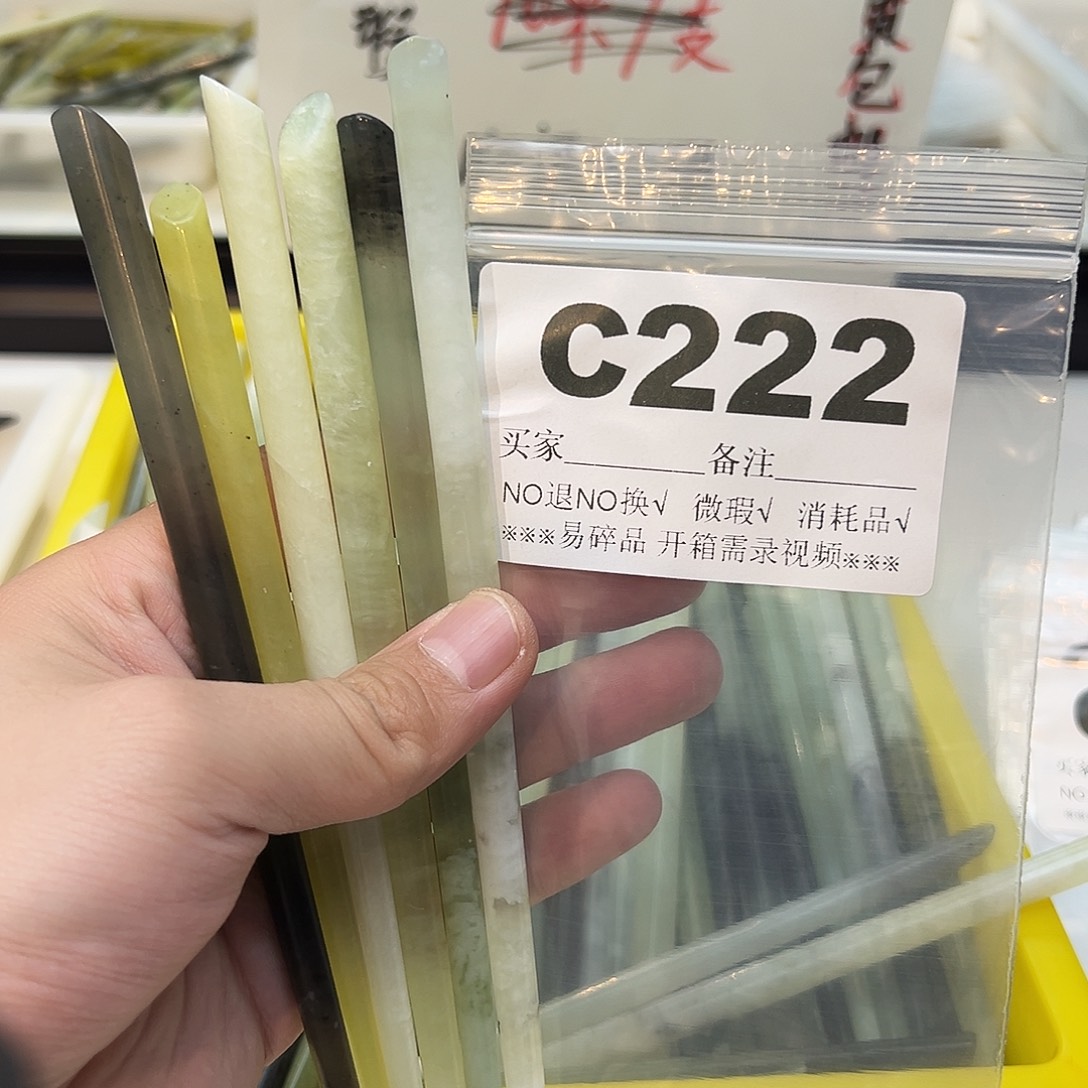 C222
买家________备注________
NO退NO换√ 微瑕√ 消耗品√
※※※易碎品 开箱需录视频※※※